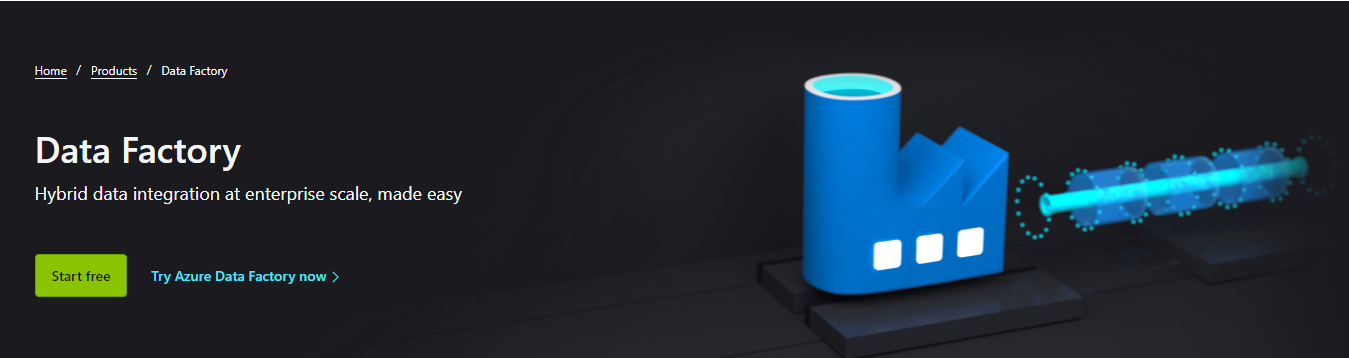 Home / Products / Data Factory
Data Factory
Hybrid data integration at enterprise scale, made easy
Start free Try Azure Data Factory now >